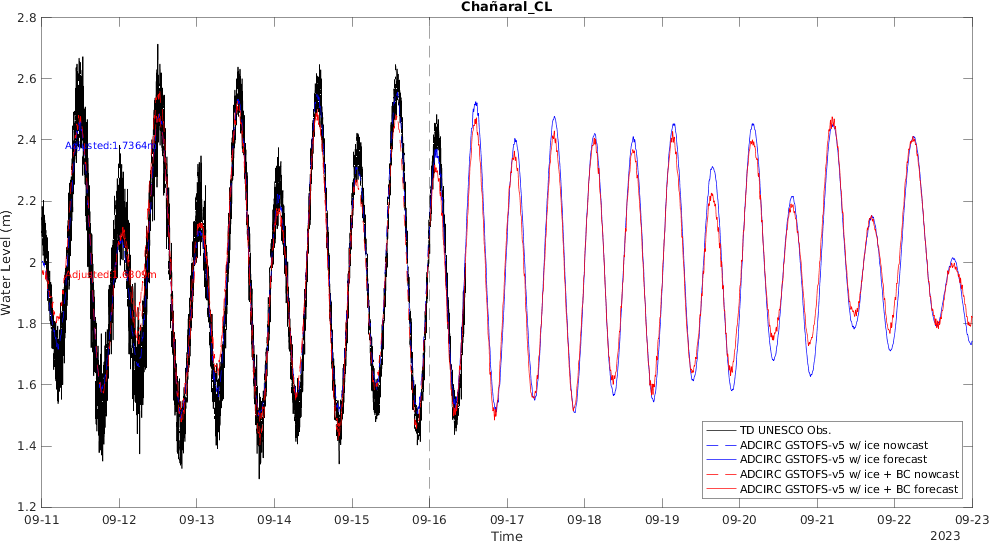 Chañaral_CL
2.8
2.6
2.4
2.2
2
1.8
1.6
1.4
1.2
Water Level (m)
Adjusted:1.7364m
TD UNESCO Obs.
ADCIRC GSTOFS-v5 w/ ice nowcast
ADCIRC GSTOFS-v5 w/ ice forecast
ADCIRC GSTOFS-v5 w/ ice + BC nowcast
ADCIRC GSTOFS-v5 w/ ice + BC forecast
09-11 09-12 09-13 09-14 09-15 09-16 09-17 09-18 09-19 09-20 09-21 09-22 09-23
Time
2023